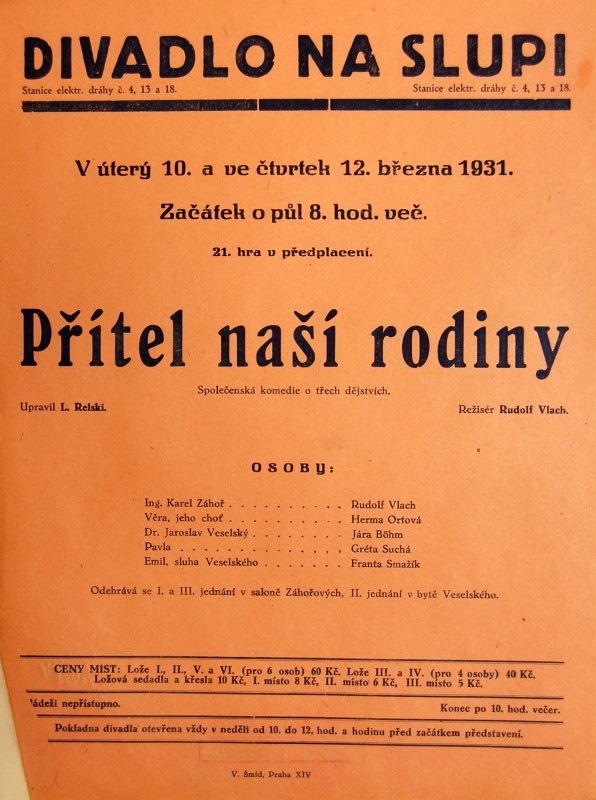 DIVADLO NA SLUPI
Stanice elektr. dráhy č. 4, 13 a 18. Stanice elektr. dráhy č. 4, 13 a 18.
V úterý 10. a ve čtvrtek 12. března 1931.
Začátek o půl 8. hod. več.
21. hra v předplacení.
Přítel naší rodiny
Společenská komedie o třech dějstvích.
Upravil L. Relski. Režisér Rudolf Vlach.
OSOBY:
Ing. Karel Záhoř . . . . . . . . . . Rudolf Vlach
Věra, jeho choť . . . . . . . . . . Herma Ortová
Dr. Jaroslav Veselský . . . . . . . . Jára Böhm
Pavla . . . . . . . . . . . . . . Gréta Suchá
Emil, sluha Veselského . . . . . . . Franta Smažík
Odehrává se I. a III. jednání v saloně Záhořových, II. jednání v bytě Veselského.
CENY MIST: Lože I., II., V. a VI. (pro 6 osob) 60 Kč. Lože III. a IV. (pro 4 osoby) 40 Kč.
Ložová sedadla a křesla 10 Kč, I. místo 8 Kč, II. místo 6 Kč, III. místo 5 Kč.
ládeži nepřístupno. Konec po 10. hod. večer.
Pokladna divadla otevřena vždy v neděli od 10. do 12, hod. a hodinu před začátkem představení.
V. Šmíd, Praha XIV